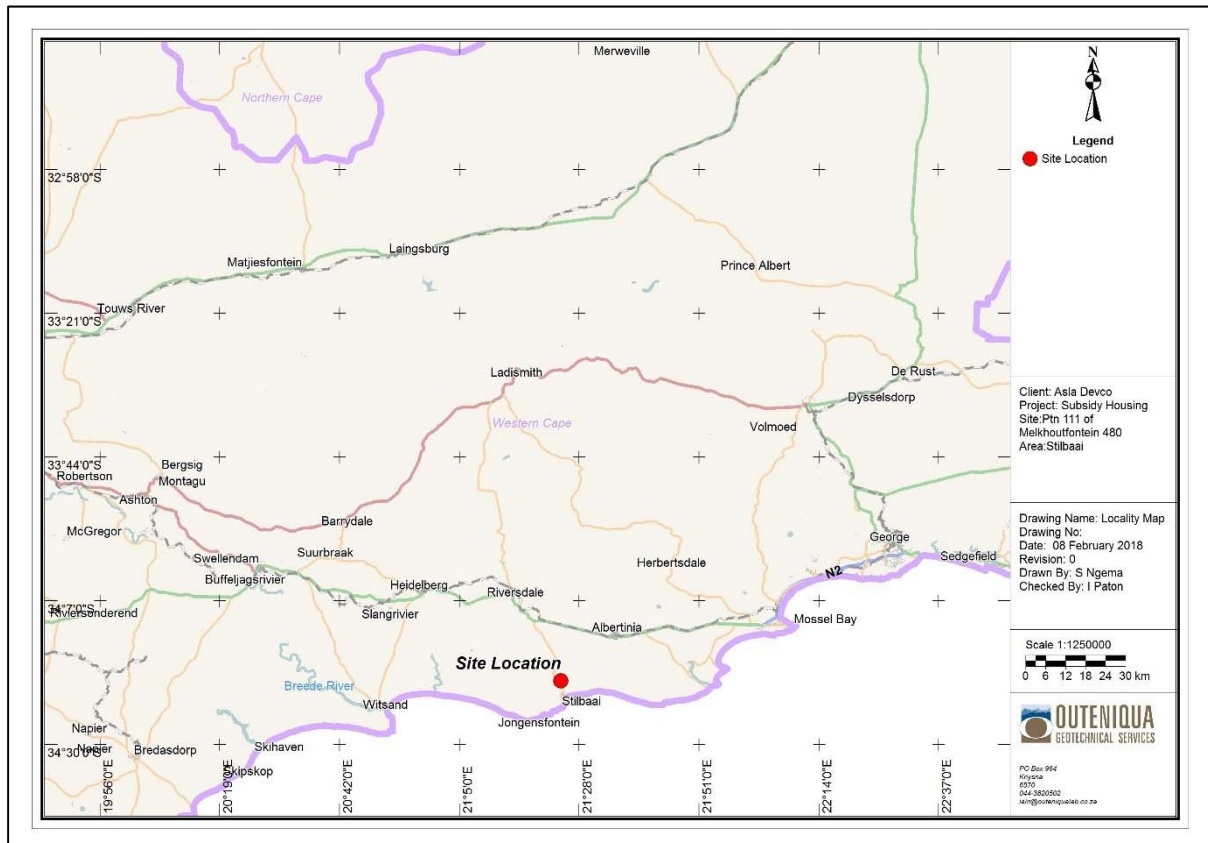 Merweville
Northern Cape
32°58'0"S
Laingsburg
Matjiesfontein
Prince Albert
Touws River
33°21'0"S
Ladismith
De Rust
Dysselsdorp
Western Cape
Volmoed
33°44'0"S
Bergsig
Robertson
Montagu
Ashton
Barrydale
McGregor
George
Suurbraak
Swellendam
Herbertsdale
Sedgefield
Buffeljagsrivier
Heidelberg
N2
Riversdale
34°7'0"S
Riviersonderend
Slangrivier
Albertinia
Mossel Bay
Site Location
Breede River
Witsand
Stilbaai
Jongensfontein
Napier
Napier
34°30'0"S
Bredasdorp
Skihaven
Skipskop
19°56'0"E
20°19'0"E
20°42'0"E
21°5'0"E
21°28'0"E
21°51'0"E
22°14'0"E
22°37'0"E
N
Legend
Site Location
Client: Asla Devco
Project: Subsidy Housing
Site:Ptn 111 of
Melkhoutfontein 480
Area:Stilbaai
Drawing Name: Locality Map
Drawing No:
Date: 08 February 2018
Revision: 0
Drawn By: S Ngema
Checked By: I Paton
Scale 1:1250000
0 6 12 18 24 30 km
OUTENIQUA
GEOTECHNICAL SERVICES
PO Box 964
Knysna
6570
044-3820502
iain@outeniqualab.co.za